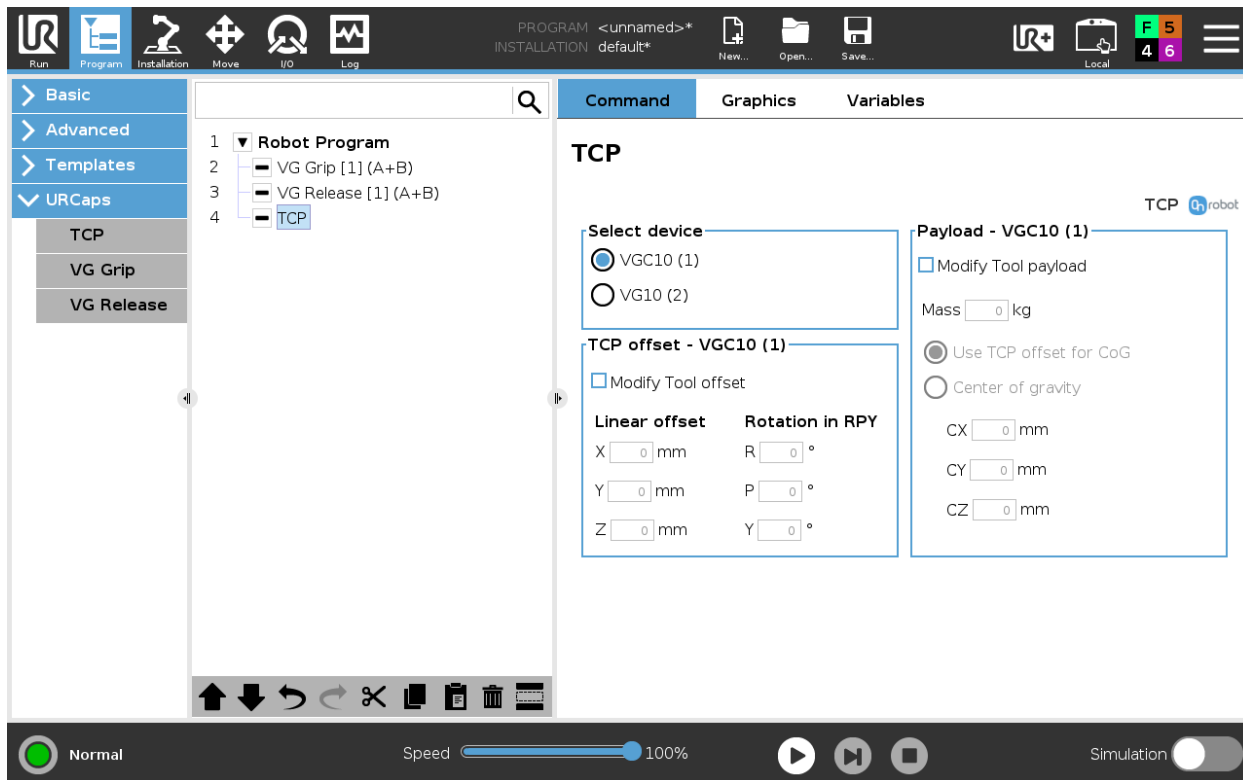 PROGRAM <unnamed>*
INSTALLATION default*
Run Program Installation Move I/O Log New... Open... Save... UR+ Local F 5 4 6
Basic
Advanced
Templates
URCaps
TCP
VG Grip
VG Release
1 Robot Program
2 VG Grip [1] (A+B)
3 VG Release [1] (A+B)
4 TCP
Command Graphics Variables
TCP
TCP OnRobot
Select device
VGC10 (1)
VG10 (2)
TCP offset - VGC10 (1)
Modify Tool offset
Linear offset Rotation in RPY
X 0 mm R 0 °
Y 0 mm P 0 °
Z 0 mm Y 0 °
Payload - VGC10 (1)
Modify Tool payload
Mass 0 kg
Use TCP offset for CoG
Center of gravity
CX 0 mm
CY 0 mm
CZ 0 mm
Normal Speed 100% Simulation